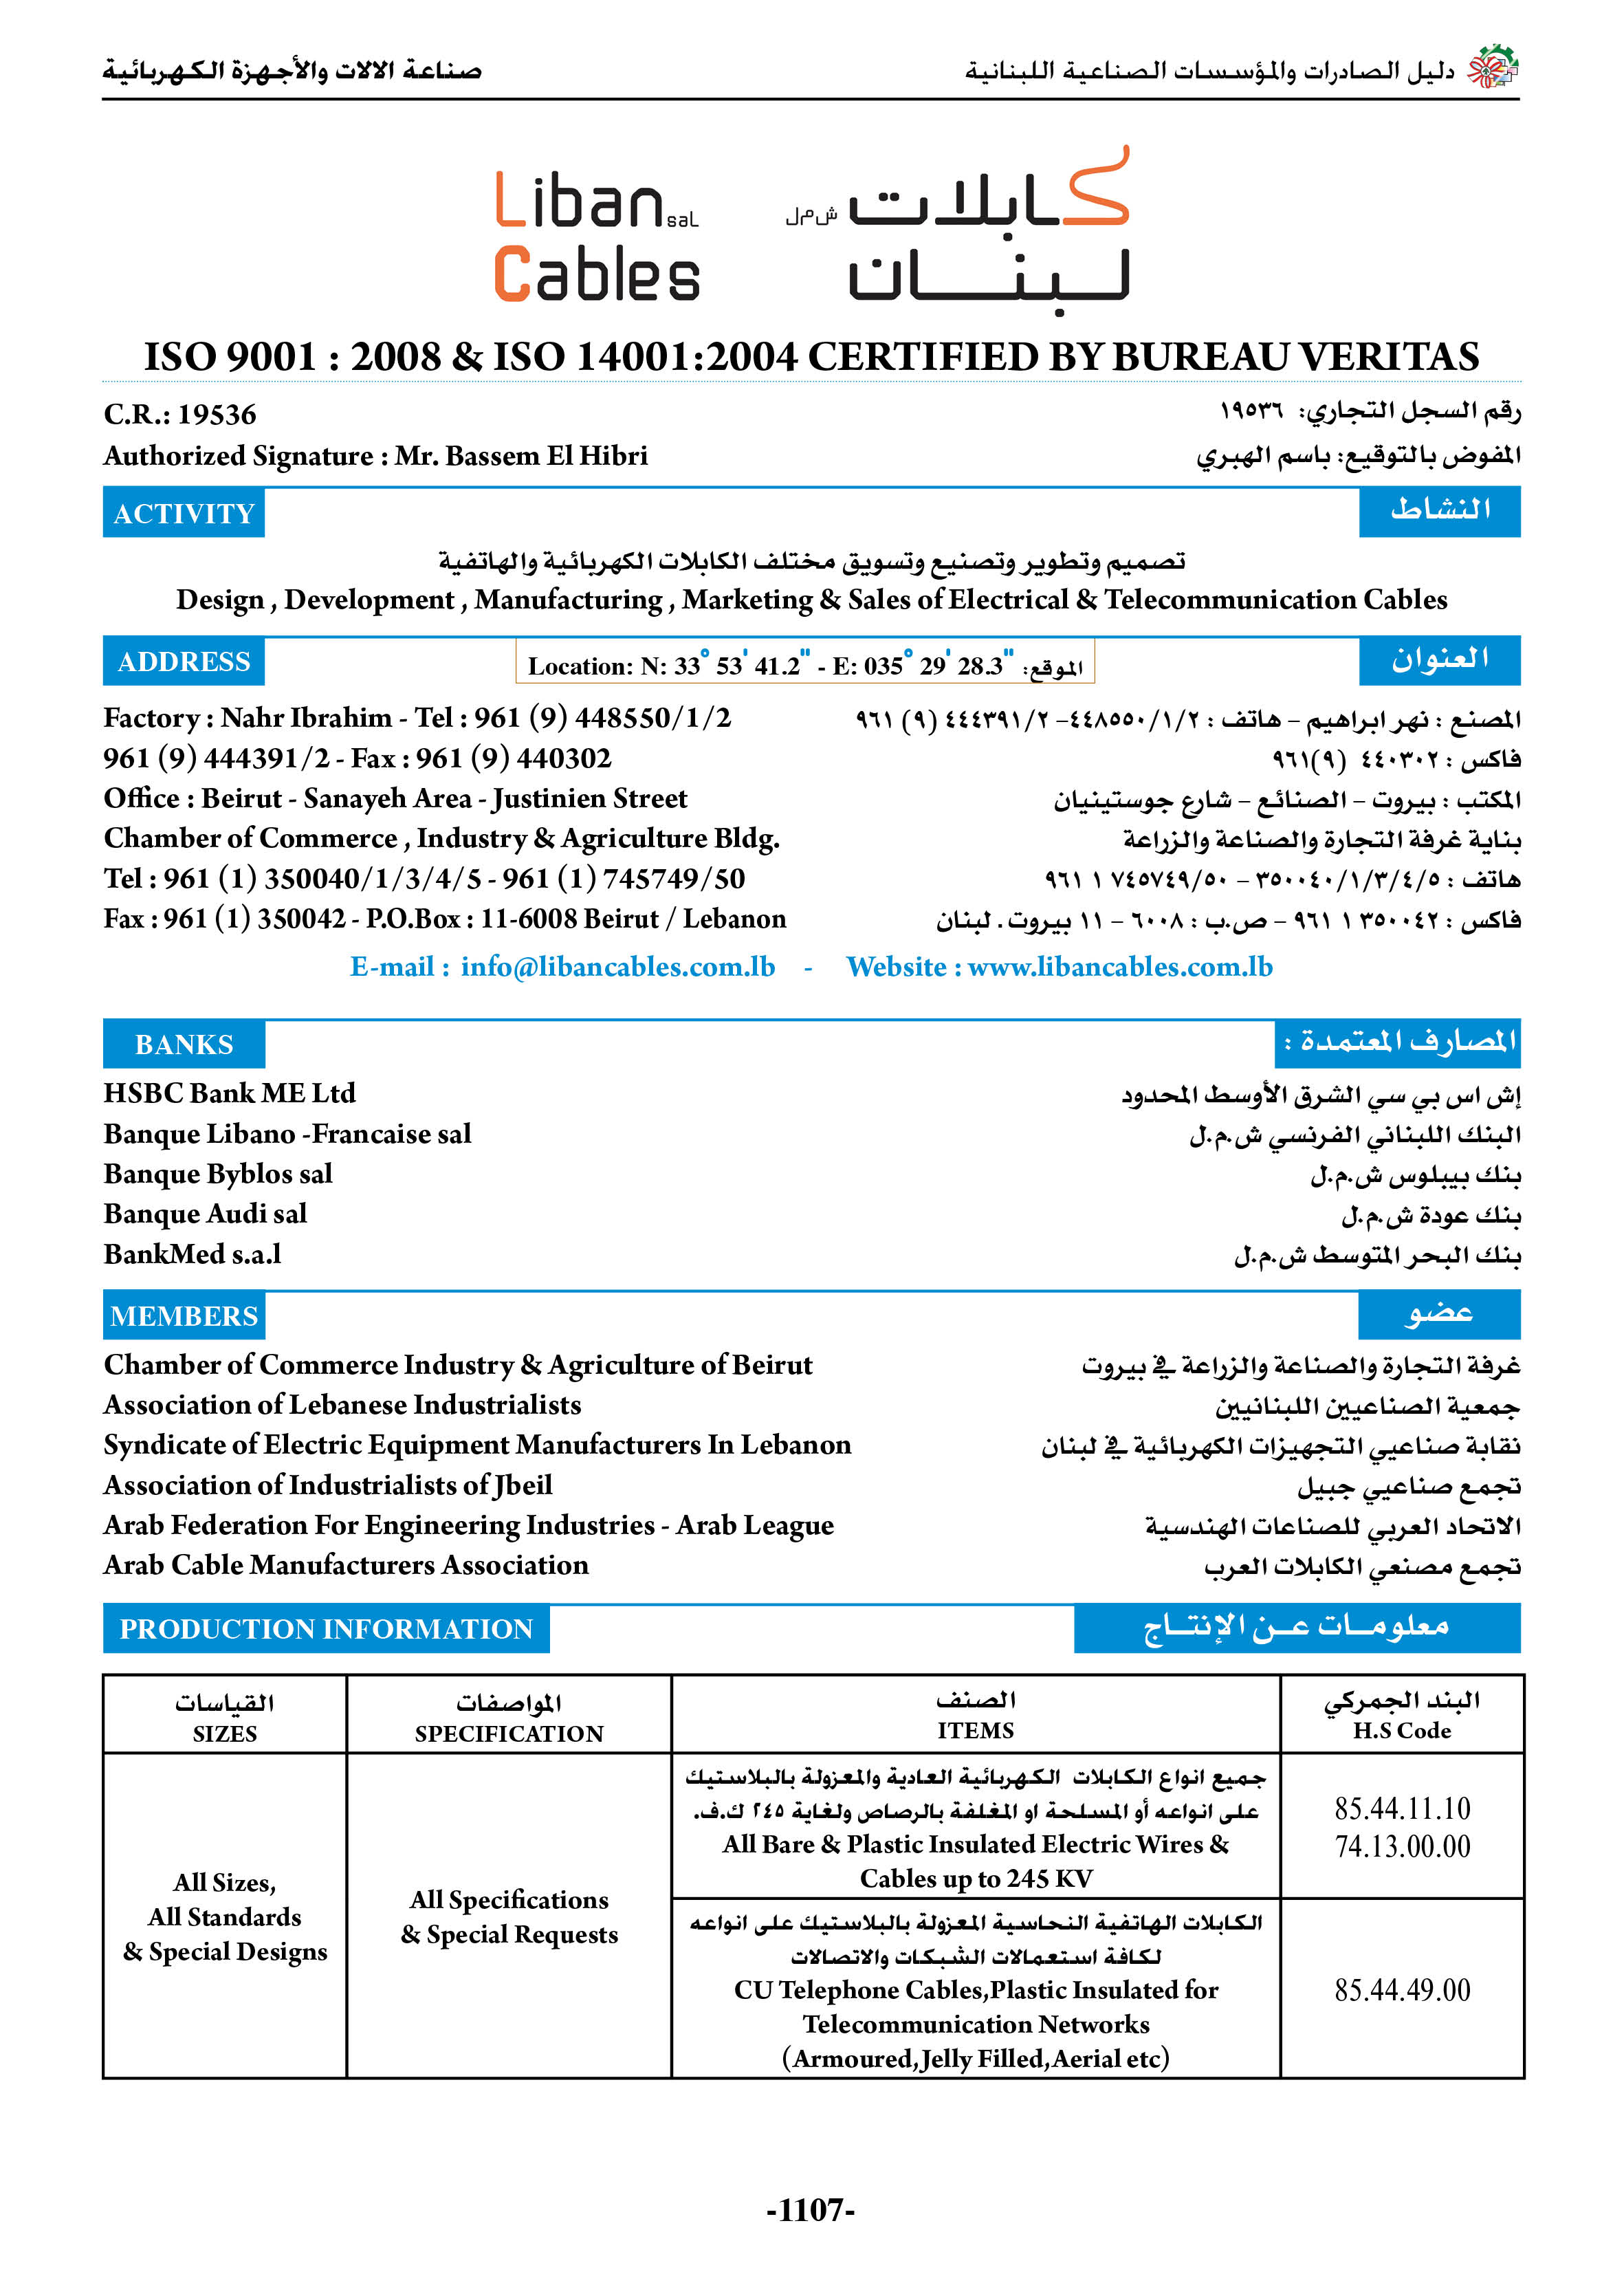 دليل الصادرات والمؤسسات الصناعية اللبنانية
صناعة الالات والأجهزة الكهربائية
Liban sal
Cables
كابلات ش م ل
لبنان
ISO 9001 : 2008 & ISO 14001:2004 CERTIFIED BY BUREAU VERITAS
C.R.: 19536
رقم السجل التجاري: ١٩٥٣٦
Authorized Signature : Mr. Bassem El Hibri
المفوض بالتوقيع: باسم الهبري
ACTIVITY
النشاط
تصميم وتطوير وتصنيع وتسويق مختلف الكابلات الكهربائية والهاتفية
Design , Development , Manufacturing , Marketing & Sales of Electrical & Telecommunication Cables
ADDRESS
Location: N: 33° 53' 41.2" - E: 035° 29' 28.3" الموقع:
العنوان
Factory : Nahr Ibrahim - Tel : 961 (9) 448550/1/2
961 (9) 444391/2 - Fax : 961 (9) 440302
Office : Beirut - Sanayeh Area - Justinien Street
Chamber of Commerce , Industry & Agriculture Bldg.
Tel : 961 (1) 350040/1/3/4/5 - 961 (1) 745749/50
Fax : 961 (1) 350042 - P.O.Box : 11-6008 Beirut / Lebanon
المصنع : نهر ابراهيم – هاتف : ٤٤٨٥٥٠/١/٢– ٤٤٤٣٩١/٢ (٩) ٩٦١
فاكس : ٤٤٠٣٠٢ (٩)٩٦١
المكتب : بيروت – الصنائع – شارع جوستينيان
بناية غرفة التجارة والصناعة والزراعة
هاتف : ٣٥٠٠٤٠/١/٣/٤/٥ – ٧٤٥٧٤٩/٥٠ ١ ٩٦١
فاكس : ٣٥٠٠٤٢ ١ ٩٦١ – ص.ب : ٦٠٠٨ – ١١ بيروت . لبنان
E-mail : info@libancables.com.lb - Website : www.libancables.com.lb
BANKS
المصارف المعتمدة :
HSBC Bank ME Ltd
Banque Libano -Francaise sal
Banque Byblos sal
Banque Audi sal
BankMed s.a.l
إش اس بي سي الشرق الأوسط المحدود
البنك اللبناني الفرنسي ش.م.ل
بنك بيبلوس ش.م.ل
بنك عودة ش.م.ل
بنك البحر المتوسط ش.م.ل
MEMBERS
عضو
Chamber of Commerce Industry & Agriculture of Beirut
Association of Lebanese Industrialists
Syndicate of Electric Equipment Manufacturers In Lebanon
Association of Industrialists of Jbeil
Arab Federation For Engineering Industries - Arab League
Arab Cable Manufacturers Association
غرفة التجارة والصناعة والزراعة في بيروت
جمعية الصناعيين اللبنانيين
نقابة صناعيي التجهيزات الكهربائية في لبنان
تجمع صناعيي جبيل
الاتحاد العربي للصناعات الهندسية
تجمع مصنعي الكابلات العرب
PRODUCTION INFORMATION
معلومـات عـن الإنتـاج
القياسات
SIZES
المواصفات
SPECIFICATION
الصنف
ITEMS
البند الجمركي
H.S Code
All Sizes,
All Standards
& Special Designs
All Specifications
& Special Requests
جميع انواع الكابلات الكهربائية العادية والمعزولة بالبلاستيك
على انواعه أو المسلحة او المغلفة بالرصاص ولغاية ٢٤٥ ك.ف.
All Bare & Plastic Insulated Electric Wires &
Cables up to 245 KV
85.44.11.10
74.13.00.00
الكابلات الهاتفية النحاسية المعزولة بالبلاستيك على انواعه
لكافة استعمالات الشبكات والاتصالات
CU Telephone Cables,Plastic Insulated for
Telecommunication Networks
(Armoured,Jelly Filled,Aerial etc)
85.44.49.00
-1107-